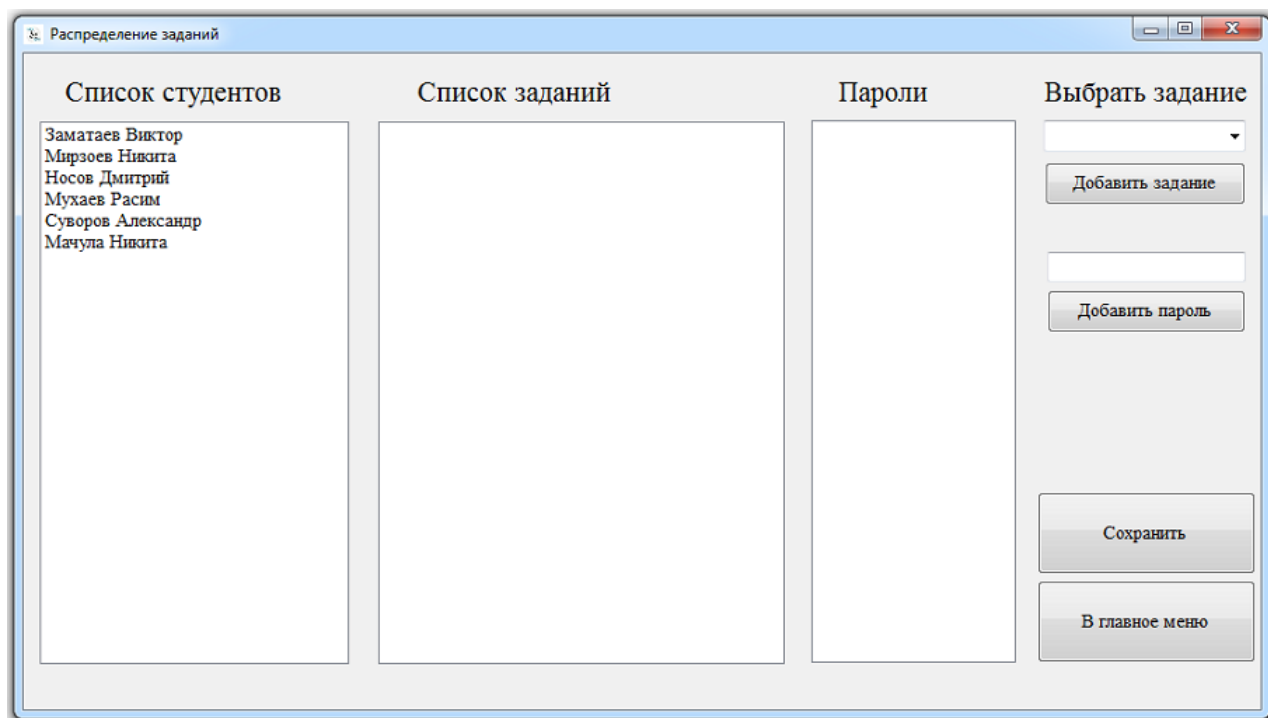 Распределение заданий
Список студентов
Список заданий
Пароли
Выбрать задание
Заматаев Виктор
Мирзоев Никита
Носов Дмитрий
Мухаев Расим
Суворов Александр
Мачула Никита
Добавить задание
Добавить пароль
Сохранить
В главное меню